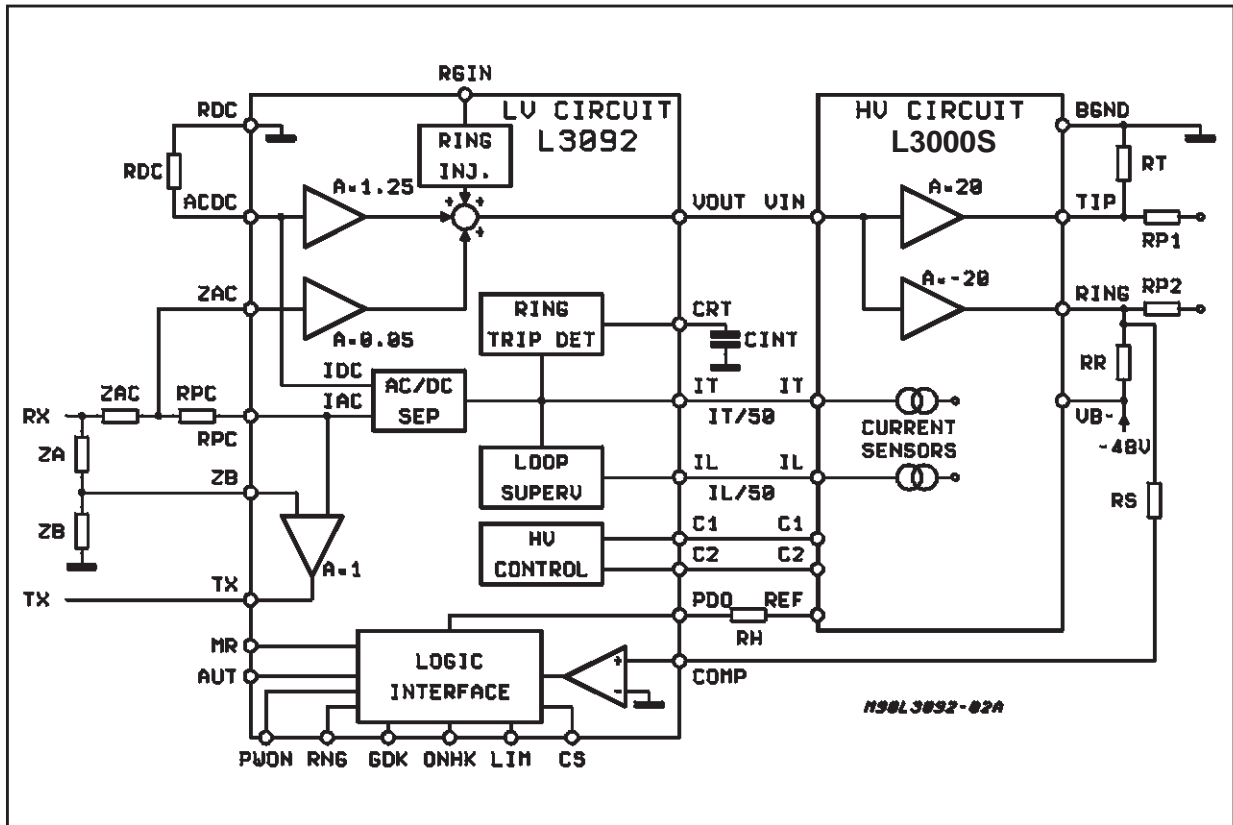 RGIN
LV CIRCUIT
L3092
HV CIRCUIT
L3000S
RDC
BGND
RDC
RING
INJ.
RT
A=1.25
A=20
ACDC
VOUT
VIN
TIP
+
+
+
RP1
A=-20
RP2
ZAC
RING
A=0.05
RING
TRIP DET
CRT
CINT
RR
IDC
ZAC
RPC
IAC
AC/DC
SEP
IT
IT
RX
RPC
IT/50
CURRENT
SENSORS
VB-
-48V
ZA
ZB
LOOP
SUPERV
IL
IL
IL/50
RS
ZB
HV
CONTROL
C1
C1
C2
C2
A=1
TX
TX
PDO
REF
RH
MR
LOGIC
INTERFACE
+
-
COMP
AUT
M90L3092-02A
PWON
RNG
GDK
ONHK
LIM
CS